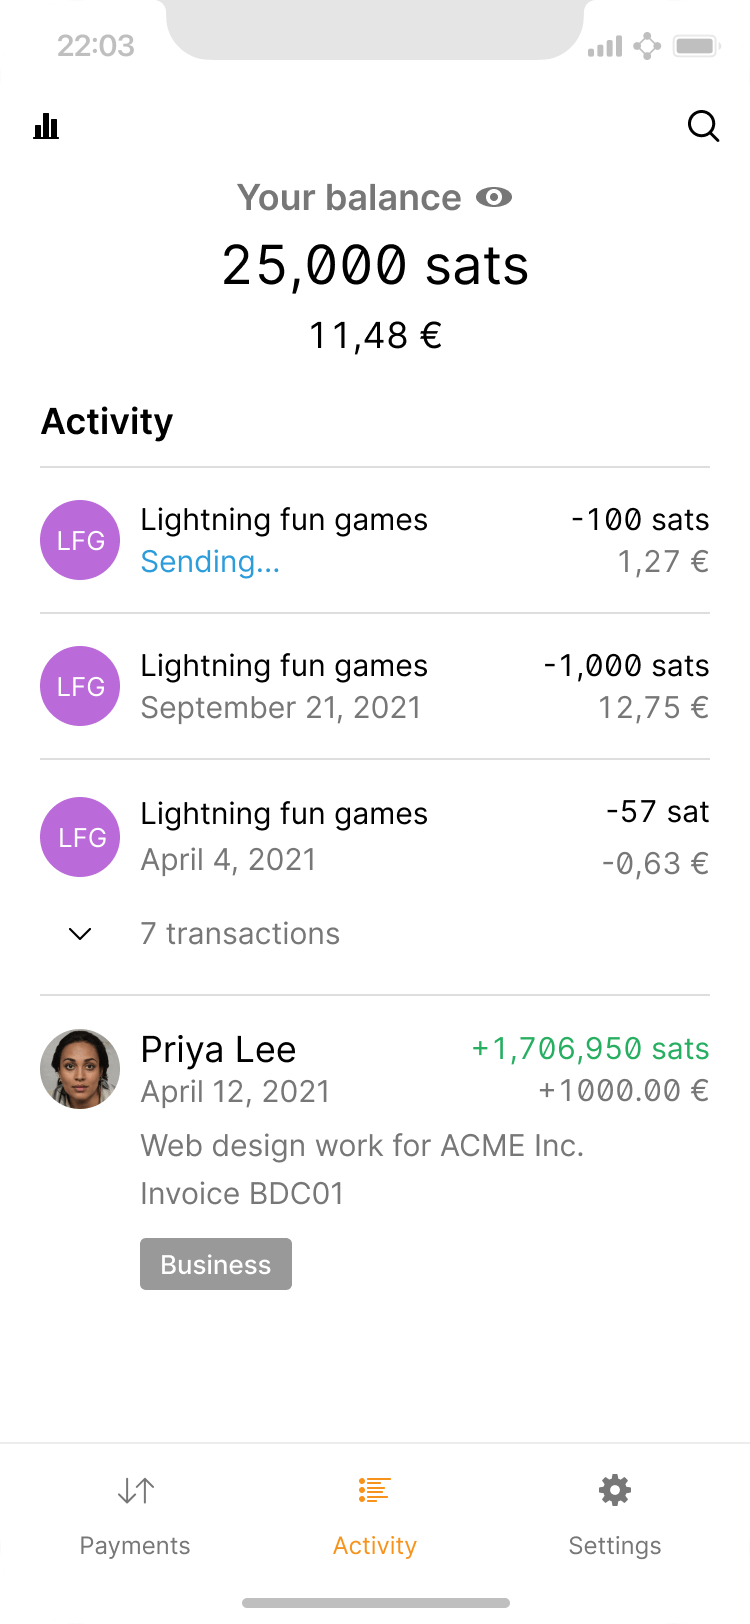 22:03
Your balance
25,000 sats
11,48 €
Activity
LFG Lightning fun games -100 sats
Sending... 1,27 €
LFG Lightning fun games -1,000 sats
September 21, 2021 12,75 €
LFG Lightning fun games -57 sat
April 4, 2021 -0,63 €
7 transactions
Priya Lee +1,706,950 sats
April 12, 2021 +1000.00 €
Web design work for ACME Inc.
Invoice BDC01
Business
Payments Activity Settings